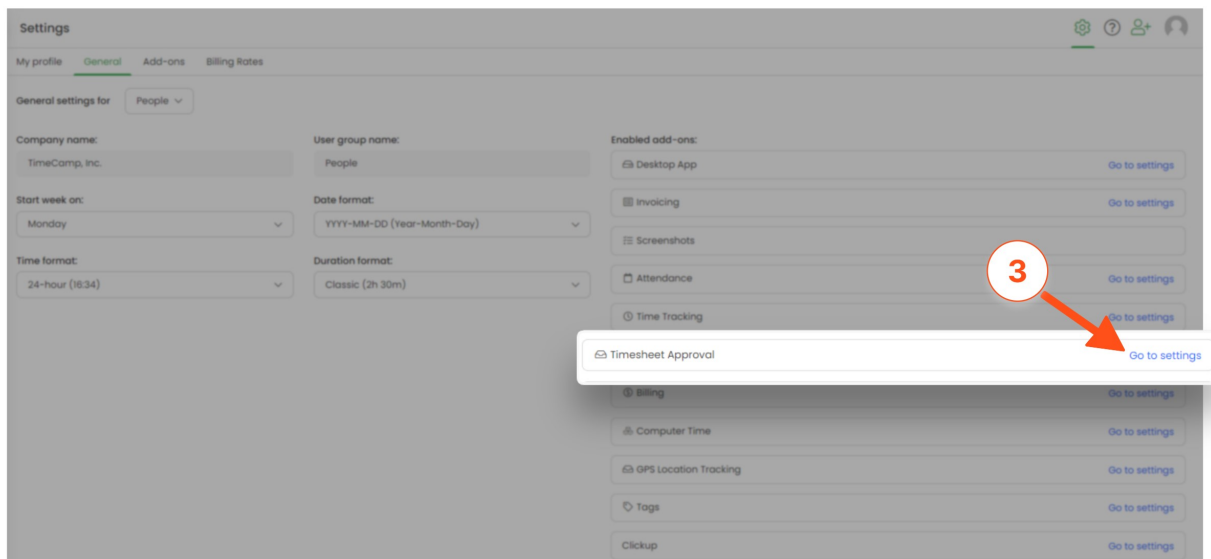 Settings
My profile General Add-ons Billing Rates
General settings for People
Company name:
TimeCamp, Inc.
User group name:
People
Start week on:
Monday
Date format:
YYYY-MM-DD (Year-Month-Day)
Time format:
24-hour (16:34)
Duration format:
Classic (2h 30m)
Enabled add-ons:
Desktop App Go to settings
Invoicing Go to settings
Screenshots
Attendance Go to settings
3
Time Tracking Go to settings
Timesheet Approval Go to settings
Billing Go to settings
Computer Time Go to settings
GPS Location Tracking Go to settings
Tags Go to settings
Clickup Go to settings